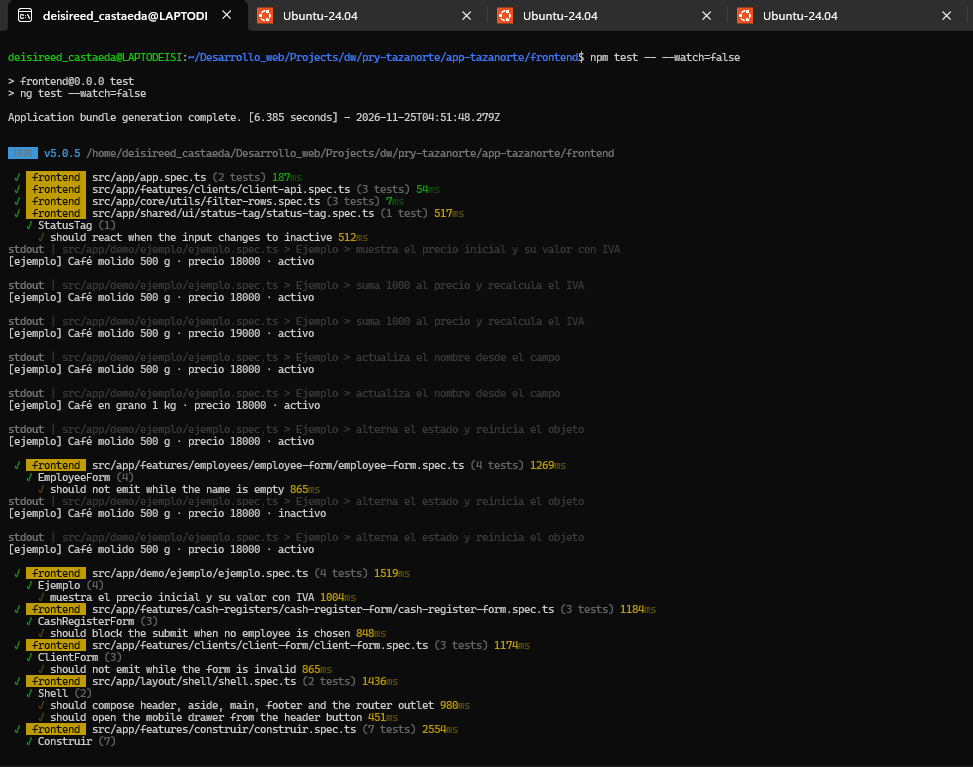 deisireed_castaeda@LAPTODI
Ubuntu-24.04
Ubuntu-24.04
Ubuntu-24.04
deisireed_castaeda@LAPTODEISI:~/Desarrollo_web/Projects/dw/pry-tazanorte/app-tazanorte/frontend$ npm test -- --watch=false
> frontend@0.0.0 test
> ng test --watch=false
Application bundle generation complete. [6.385 seconds] - 2026-11-25T04:51:48.279Z
RUN v5.0.5 /home/deisireed_castaeda/Desarrollo_web/Projects/dw/pry-tazanorte/app-tazanorte/frontend
✓ frontend src/app/app.spec.ts (2 tests) 187ms
✓ frontend src/app/features/clients/client-api.spec.ts (3 tests) 54ms
✓ frontend src/app/core/utils/filter-rows.spec.ts (3 tests) 7ms
✓ frontend src/app/shared/ui/status-tag/status-tag.spec.ts (1 test) 517ms
✓ StatusTag (1)
✓ should react when the input changes to inactive 512ms
stdout | src/app/demo/ejemplo/ejemplo.spec.ts > Ejemplo > muestra el precio inicial y su valor con IVA
[ejemplo] Café molido 500 g · precio 18000 · activo
stdout | src/app/demo/ejemplo/ejemplo.spec.ts > Ejemplo > suma 1000 al precio y recalcula el IVA
[ejemplo] Café molido 500 g · precio 18000 · activo
stdout | src/app/demo/ejemplo/ejemplo.spec.ts > Ejemplo > suma 1000 al precio y recalcula el IVA
[ejemplo] Café molido 500 g · precio 19000 · activo
stdout | src/app/demo/ejemplo/ejemplo.spec.ts > Ejemplo > actualiza el nombre desde el campo
[ejemplo] Café molido 500 g · precio 18000 · activo
stdout | src/app/demo/ejemplo/ejemplo.spec.ts > Ejemplo > actualiza el nombre desde el campo
[ejemplo] Café en grano 1 kg · precio 18000 · activo
stdout | src/app/demo/ejemplo/ejemplo.spec.ts > Ejemplo > alterna el estado y reinicia el objeto
[ejemplo] Café molido 500 g · precio 18000 · activo
✓ frontend src/app/features/employees/employee-form/employee-form.spec.ts (4 tests) 1269ms
✓ EmployeeForm (4)
✓ should not emit while the name is empty 865ms
stdout | src/app/demo/ejemplo/ejemplo.spec.ts > Ejemplo > alterna el estado y reinicia el objeto
[ejemplo] Café molido 500 g · precio 18000 · inactivo
stdout | src/app/demo/ejemplo/ejemplo.spec.ts > Ejemplo > alterna el estado y reinicia el objeto
[ejemplo] Café molido 500 g · precio 18000 · activo
✓ frontend src/app/demo/ejemplo/ejemplo.spec.ts (4 tests) 1519ms
✓ Ejemplo (4)
✓ muestra el precio inicial y su valor con IVA 1004ms
✓ frontend src/app/features/cash-registers/cash-register-form/cash-register-form.spec.ts (3 tests) 1184ms
✓ CashRegisterForm (3)
✓ should block the submit when no employee is chosen 848ms
✓ frontend src/app/features/clients/client-form/client-form.spec.ts (3 tests) 1174ms
✓ ClientForm (3)
✓ should not emit while the form is invalid 865ms
✓ frontend src/app/layout/shell/shell.spec.ts (2 tests) 1436ms
✓ Shell (2)
✓ should compose header, aside, main, footer and the router outlet 980ms
✓ should open the mobile drawer from the header button 451ms
✓ frontend src/app/features/construir/construir.spec.ts (7 tests) 2554ms
✓ Construir (7)